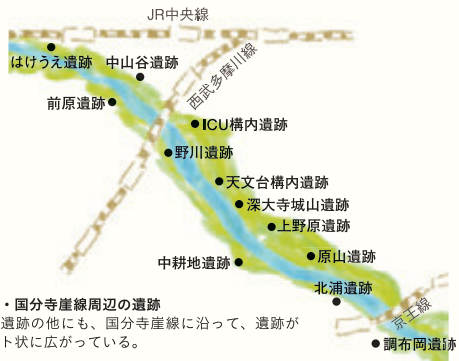 JR中央線
はけうえ遺跡
中山谷遺跡
西武多摩川線
前原遺跡
ICU構内遺跡
野川遺跡
天文台構内遺跡
深大寺城山遺跡
上野原遺跡
原山遺跡
中耕地遺跡
北浦遺跡
京王線
調布岡遺跡
・国分寺崖線周辺の遺跡
遺跡の他にも、国分寺崖線に沿って、遺跡が
ト状に広がっている。